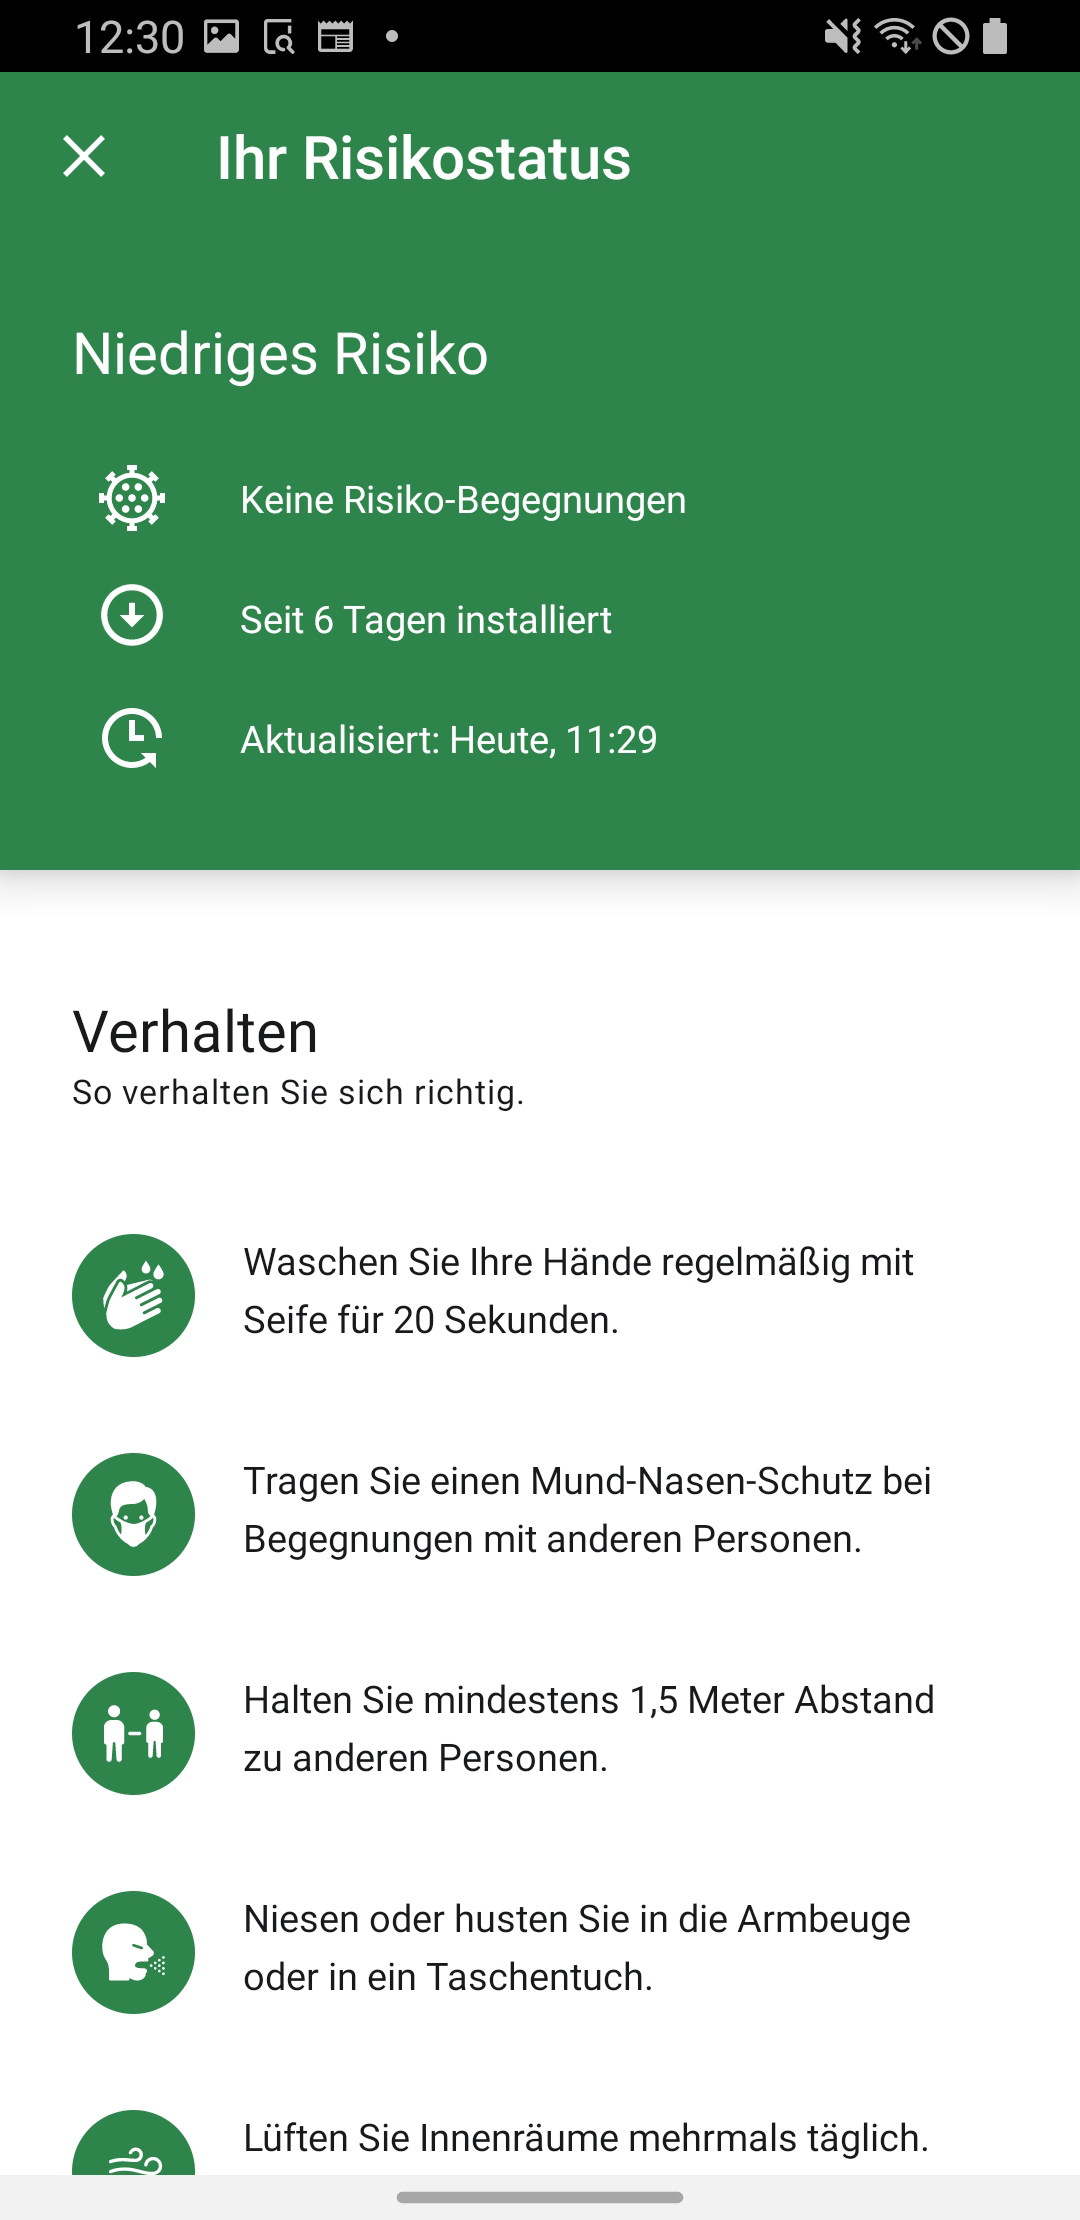 12:30
Ihr Risikostatus
Niedriges Risiko
Keine Risiko-Begegnungen
Seit 6 Tagen installiert
Aktualisiert: Heute, 11:29
Verhalten
So verhalten Sie sich richtig.
Waschen Sie Ihre Hände regelmäßig mit
Seife für 20 Sekunden.
Tragen Sie einen Mund-Nasen-Schutz bei
Begegnungen mit anderen Personen.
Halten Sie mindestens 1,5 Meter Abstand
zu anderen Personen.
Niesen oder husten Sie in die Armbeuge
oder in ein Taschentuch.
Lüften Sie Innenräume mehrmals täglich.